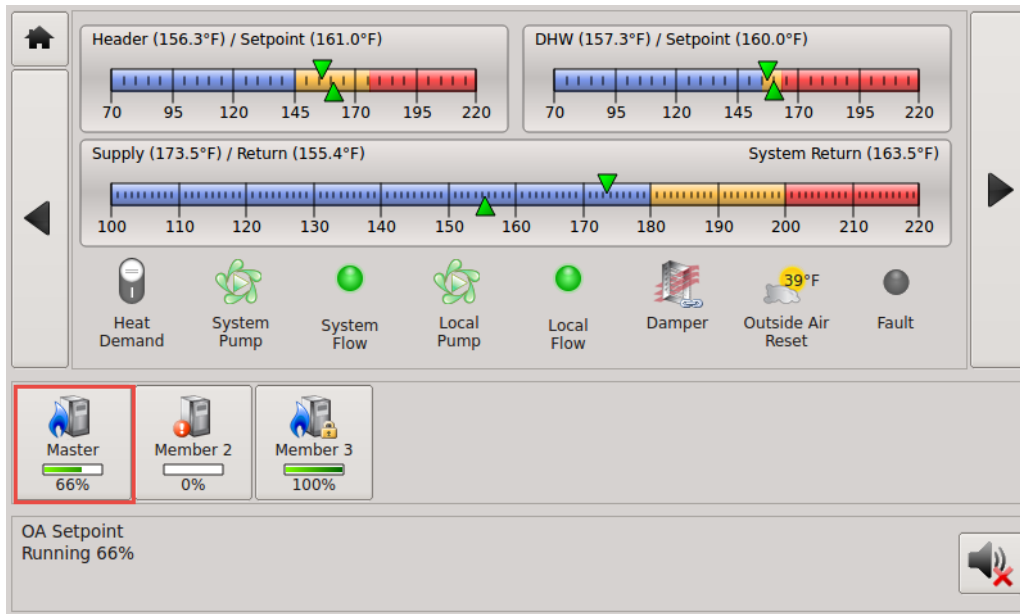 Header (156.3°F) / Setpoint (161.0°F)
70 95 120 145 170 195 220
DHW (157.3°F) / Setpoint (160.0°F)
70 95 120 145 170 195 220
Supply (173.5°F) / Return (155.4°F) System Return (163.5°F)
100 110 120 130 140 150 160 170 180 190 200 210 220
Heat
Demand
System
Pump
System
Flow
Local
Pump
Local
Flow
Damper
39°F
Outside Air
Reset
Fault
Master
66%
Member 2
0%
Member 3
100%
OA Setpoint
Running 66%